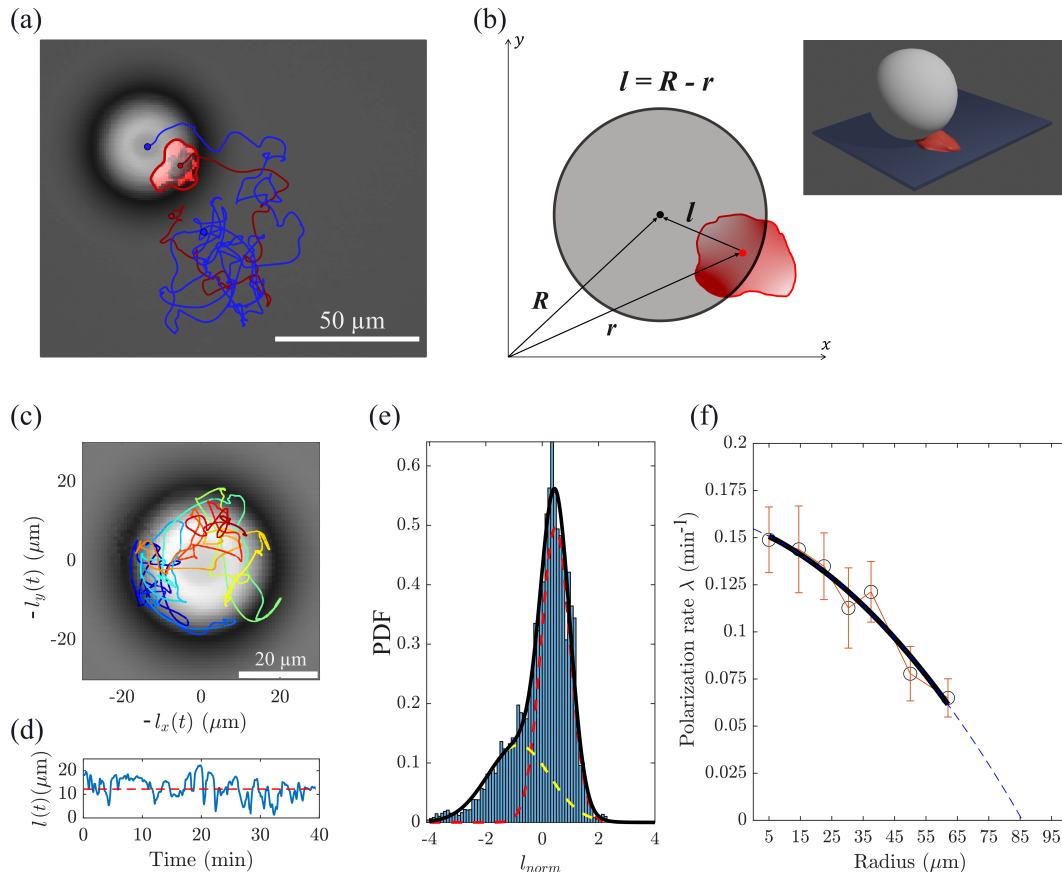 (a)
50 µm
(b)
y
l = R - r
l
R
r
x
(c)
20
0
-20
- l_y(t) (µm)
20 µm
-20
0
20
- l_x(t) (µm)
(d)
20
10
0
l(t)(µm)
0
10
20
30
40
Time (min)
(e)
0.6
0.5
0.4
0.3
0.2
0.1
0
PDF
-4
-2
0
2
4
l_norm
(f)
0.2
0.175
0.15
0.125
0.1
0.075
0.05
0.025
0
Polarization rate λ (min⁻¹)
5
15
25
35
45
55
65
75
85
95
Radius (µm)